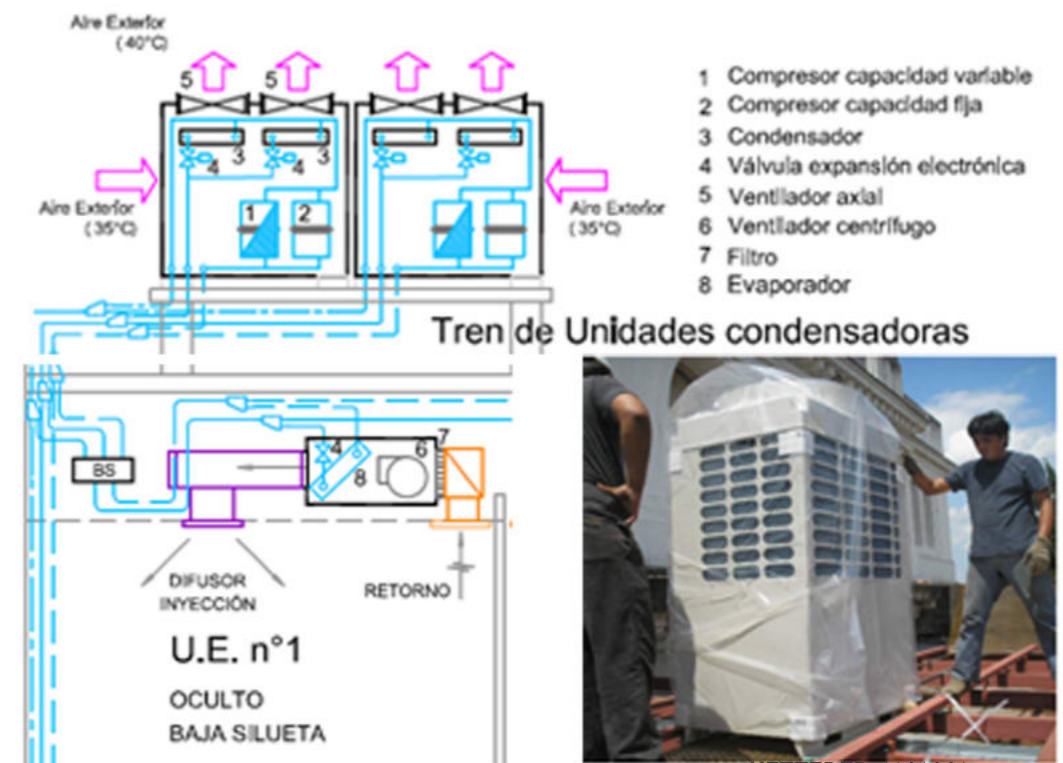 Aire Exterior
(40°C)
5
5
3
3
4
4
1
2
Aire Exterior
(35°C)
Aire Exterior
(35°C)
1 Compresor capacidad variable
2 Compresor capacidad fija
3 Condensador
4 Válvula expansión electrónica
5 Ventilador axial
6 Ventilador centrífugo
7 Filtro
8 Evaporador
Tren de Unidades condensadoras
BS
4
8
6
7
DIFUSOR
INYECCIÓN
RETORNO
U.E. n°1
OCULTO
BAJA SILUETA